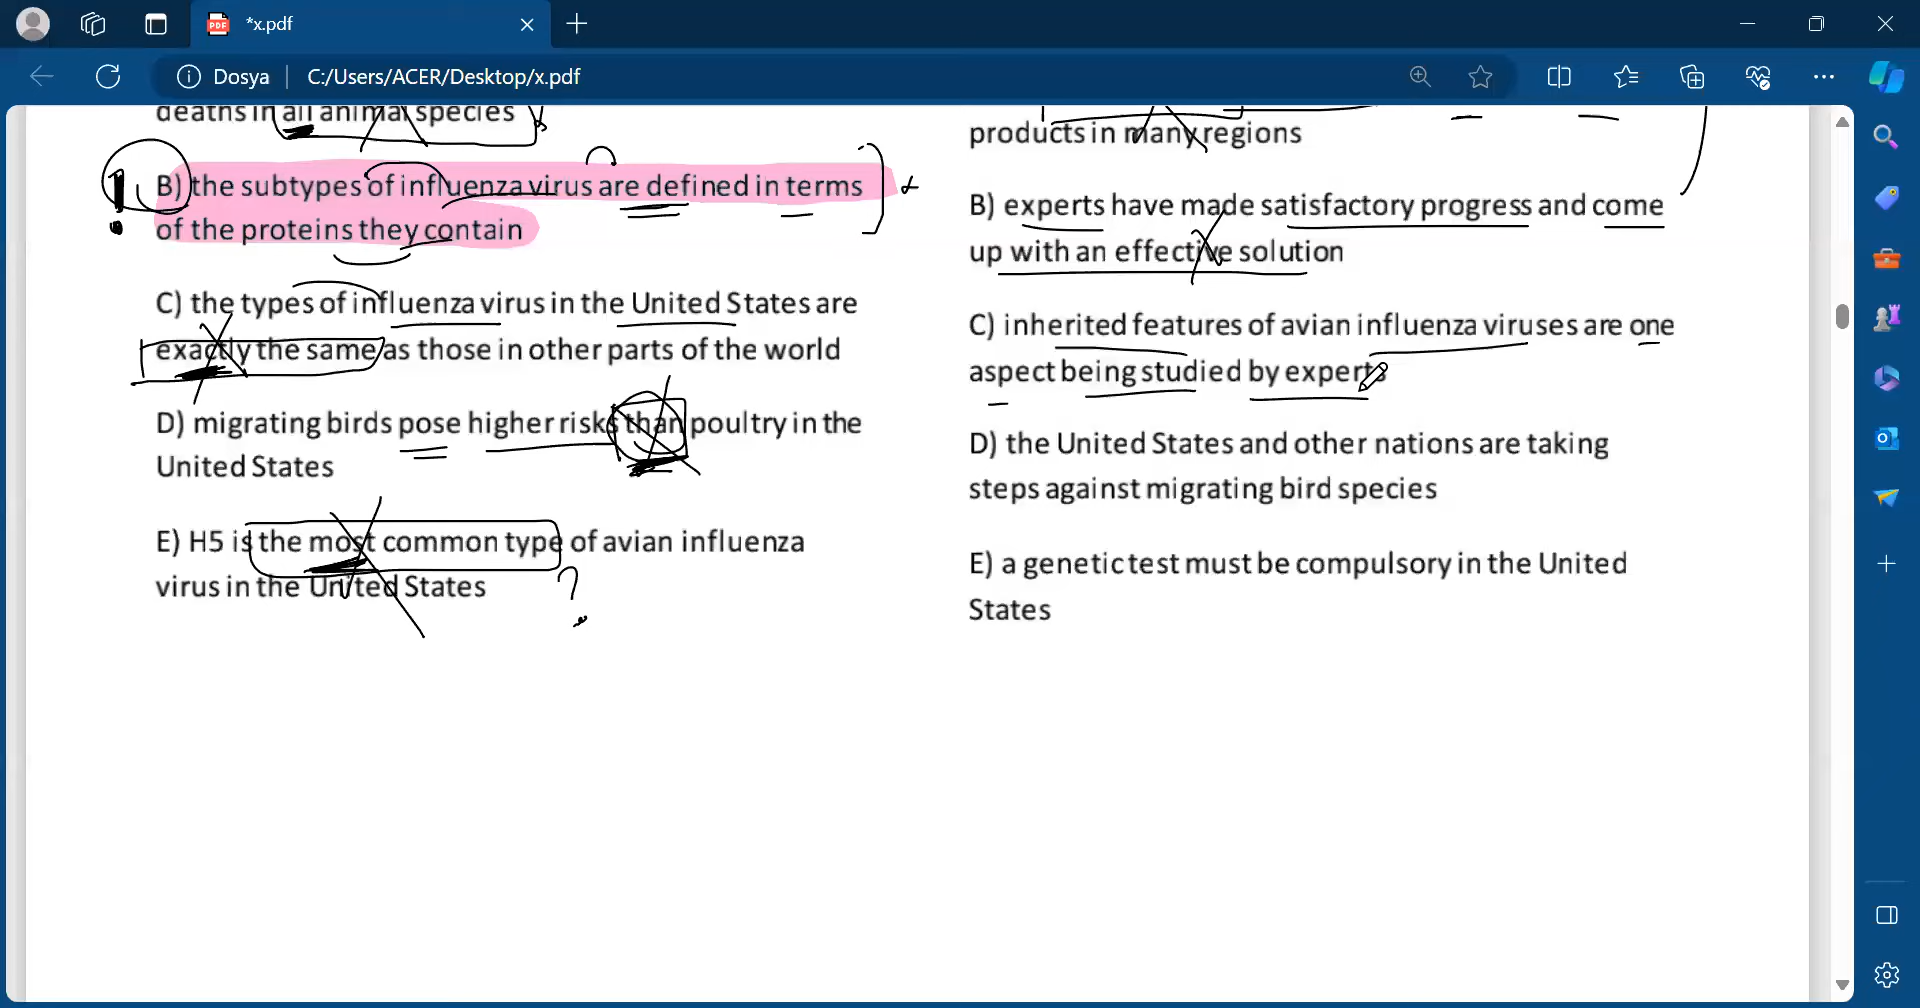 *x.pdf
Dosya
C:/Users/ACER/Desktop/x.pdf
deaths in all animal species
B) the subtypes of influenza virus are defined in terms
of the proteins they contain
C) the types of influenza virus in the United States are
exactly the same as those in other parts of the world
D) migrating birds pose higher risks than poultry in the
United States
E) H5 is the most common type of avian influenza
virus in the United States
?
products in many regions
B) experts have made satisfactory progress and come
up with an effective solution
C) inherited features of avian influenza viruses are one
aspect being studied by experts
D) the United States and other nations are taking
steps against migrating bird species
E) a genetic test must be compulsory in the United
States